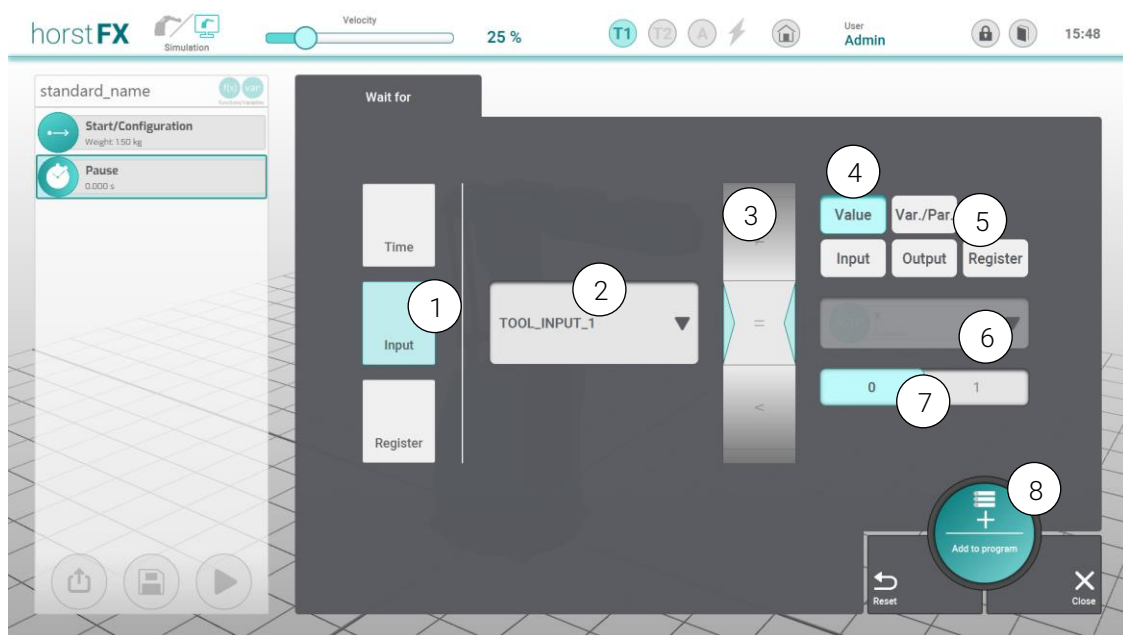 horstFX
Simulation
Velocity
25 %
T1
T2
A
User
Admin
15:48
standard_name
f(x)
var
Functions/Variables
Start/Configuration
Weight: 1.50 kg
Pause
0.000 s
Wait for
Time
Input
Register
1
TOOL_INPUT_1
2
3
=
<
4
Value
Var./Par.
5
Input
Output
Register
x
6
0
1
7
8
Add to program
Reset
Close